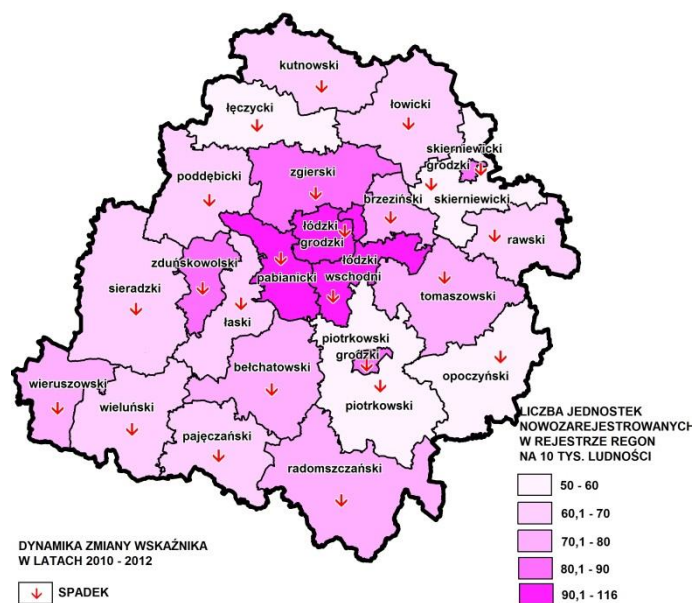 kutnowski
łęczycki
łowicki
skierniewicki
grodzki
poddębicki
zgierski
brzeziński
skierniewicki
łódzki
grodzki
rawski
zduńskowolski
łódzki
wschodni
pabianicki
sieradzki
tomaszowski
łaski
piotrkowski
grodzki
bełchatowski
opoczyński
wieruszowski
wieluński
piotrkowski
pajęczański
radomszczański
LICZBA JEDNOSTEK
NOWOZAREJESTROWANYCH
W REJESTRZE REGON
NA 10 TYS. LUDNOŚCI
50 - 60
60,1 - 70
70,1 - 80
80,1 - 90
90,1 - 116
DYNAMIKA ZMIANY WSKAŹNIKA
W LATACH 2010 - 2012
SPADEK